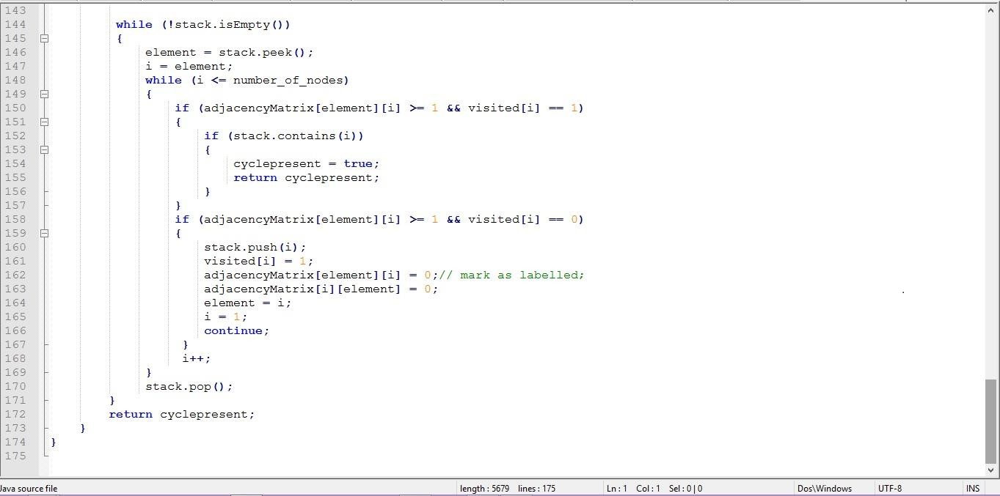 143
144 while (!stack.isEmpty())
145 {
146 element = stack.peek();
147 i = element;
148 while (i <= number_of_nodes)
149 {
150 if (adjacencyMatrix[element][i] >= 1 && visited[i] == 1)
151 {
152 if (stack.contains(i))
153 {
154 cyclepresent = true;
155 return cyclepresent;
156 }
157 }
158 if (adjacencyMatrix[element][i] >= 1 && visited[i] == 0)
159 {
160 stack.push(i);
161 visited[i] = 1;
162 adjacencyMatrix[element][i] = 0;// mark as labelled;
163 adjacencyMatrix[i][element] = 0;
164 element = i;
165 i = 1;
166 continue;
167 }
168 i++;
169 }
170 stack.pop();
171 }
172 return cyclepresent;
173 }
174 }
175
Java source file length : 5679 lines : 175 Ln : 1 Col : 1 Sel : 0 | 0 Dos\Windows UTF-8 INS